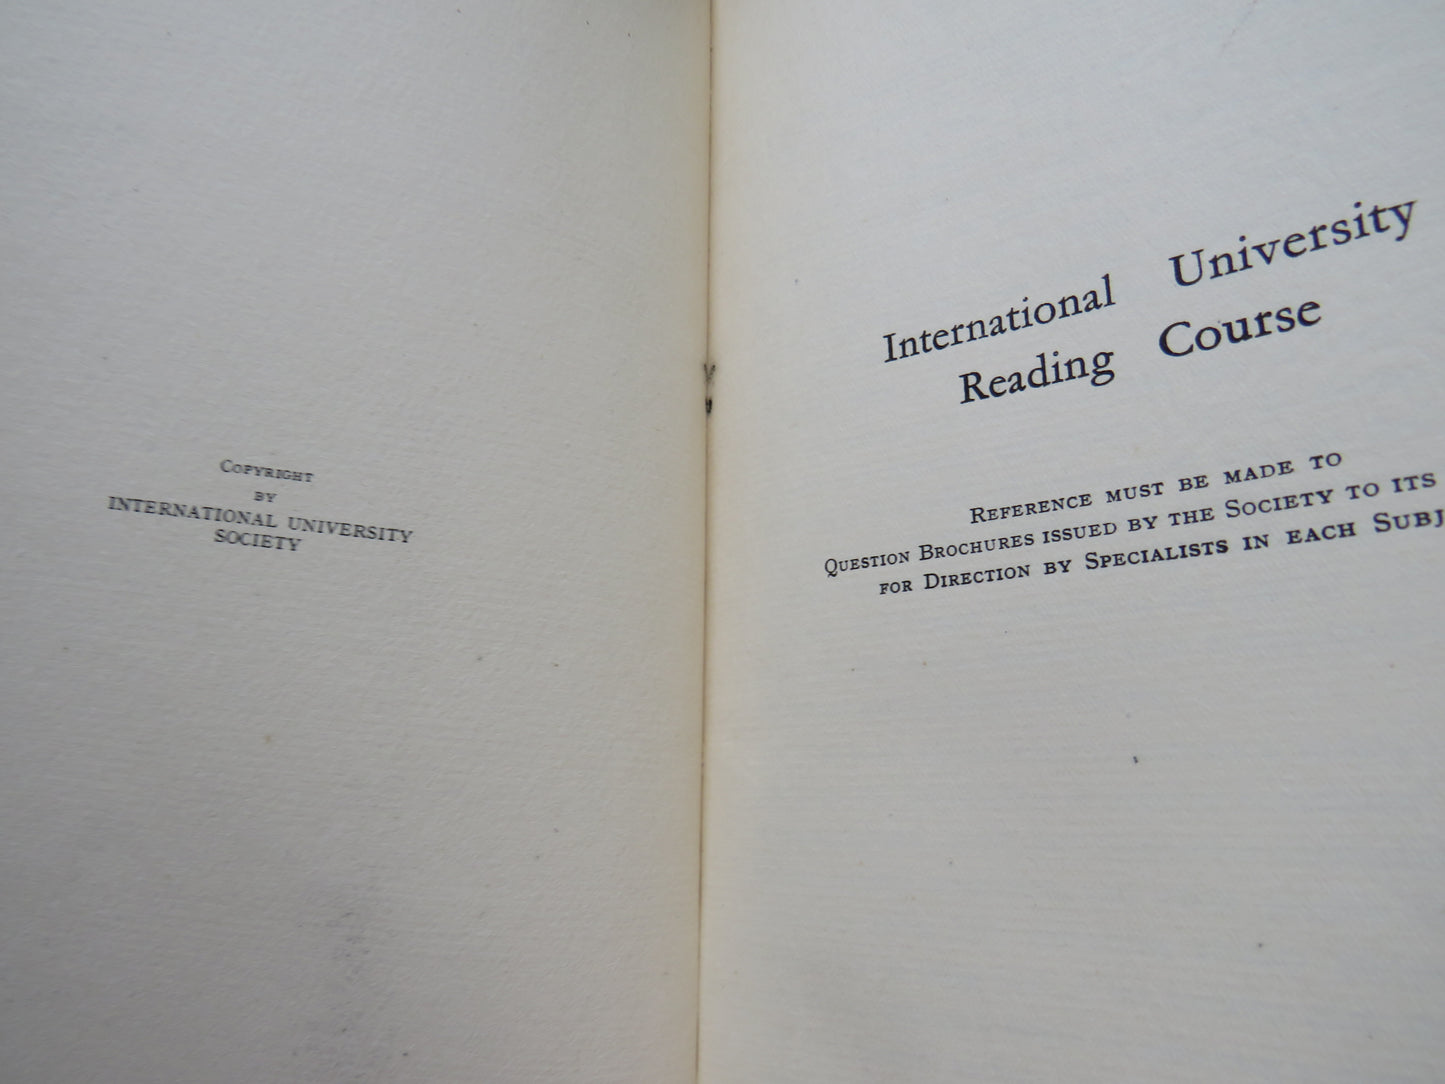 Copyright
by
INTERNATIONAL UNIVERSITY
SOCIETY
International University
Reading Course
Reference must be made to
Question Brochures issued by the Society to its
for Direction by Specialists in each Subj